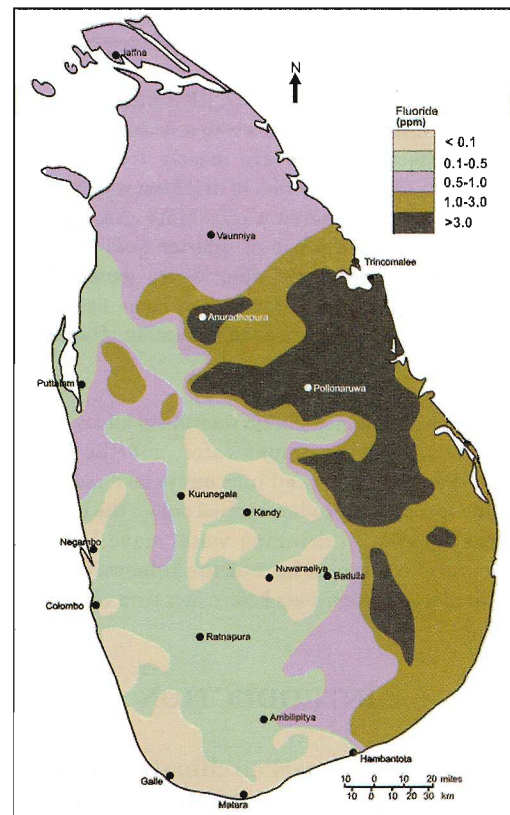 Jaffna
N
Fluoride
(ppm)
< 0.1
0.1-0.5
0.5-1.0
1.0-3.0
>3.0
Vaunniya
Trincomalee
Anuradhapura
Puttalam
Pollonaruwa
Kurunegala
Kandy
Negambo
Nuwaraeliya
Badulla
Colombo
Ratnapura
Ambilipitya
Hambantota
Galle
Matara
10 0 10 20 miles
10 0 10 20 30 km